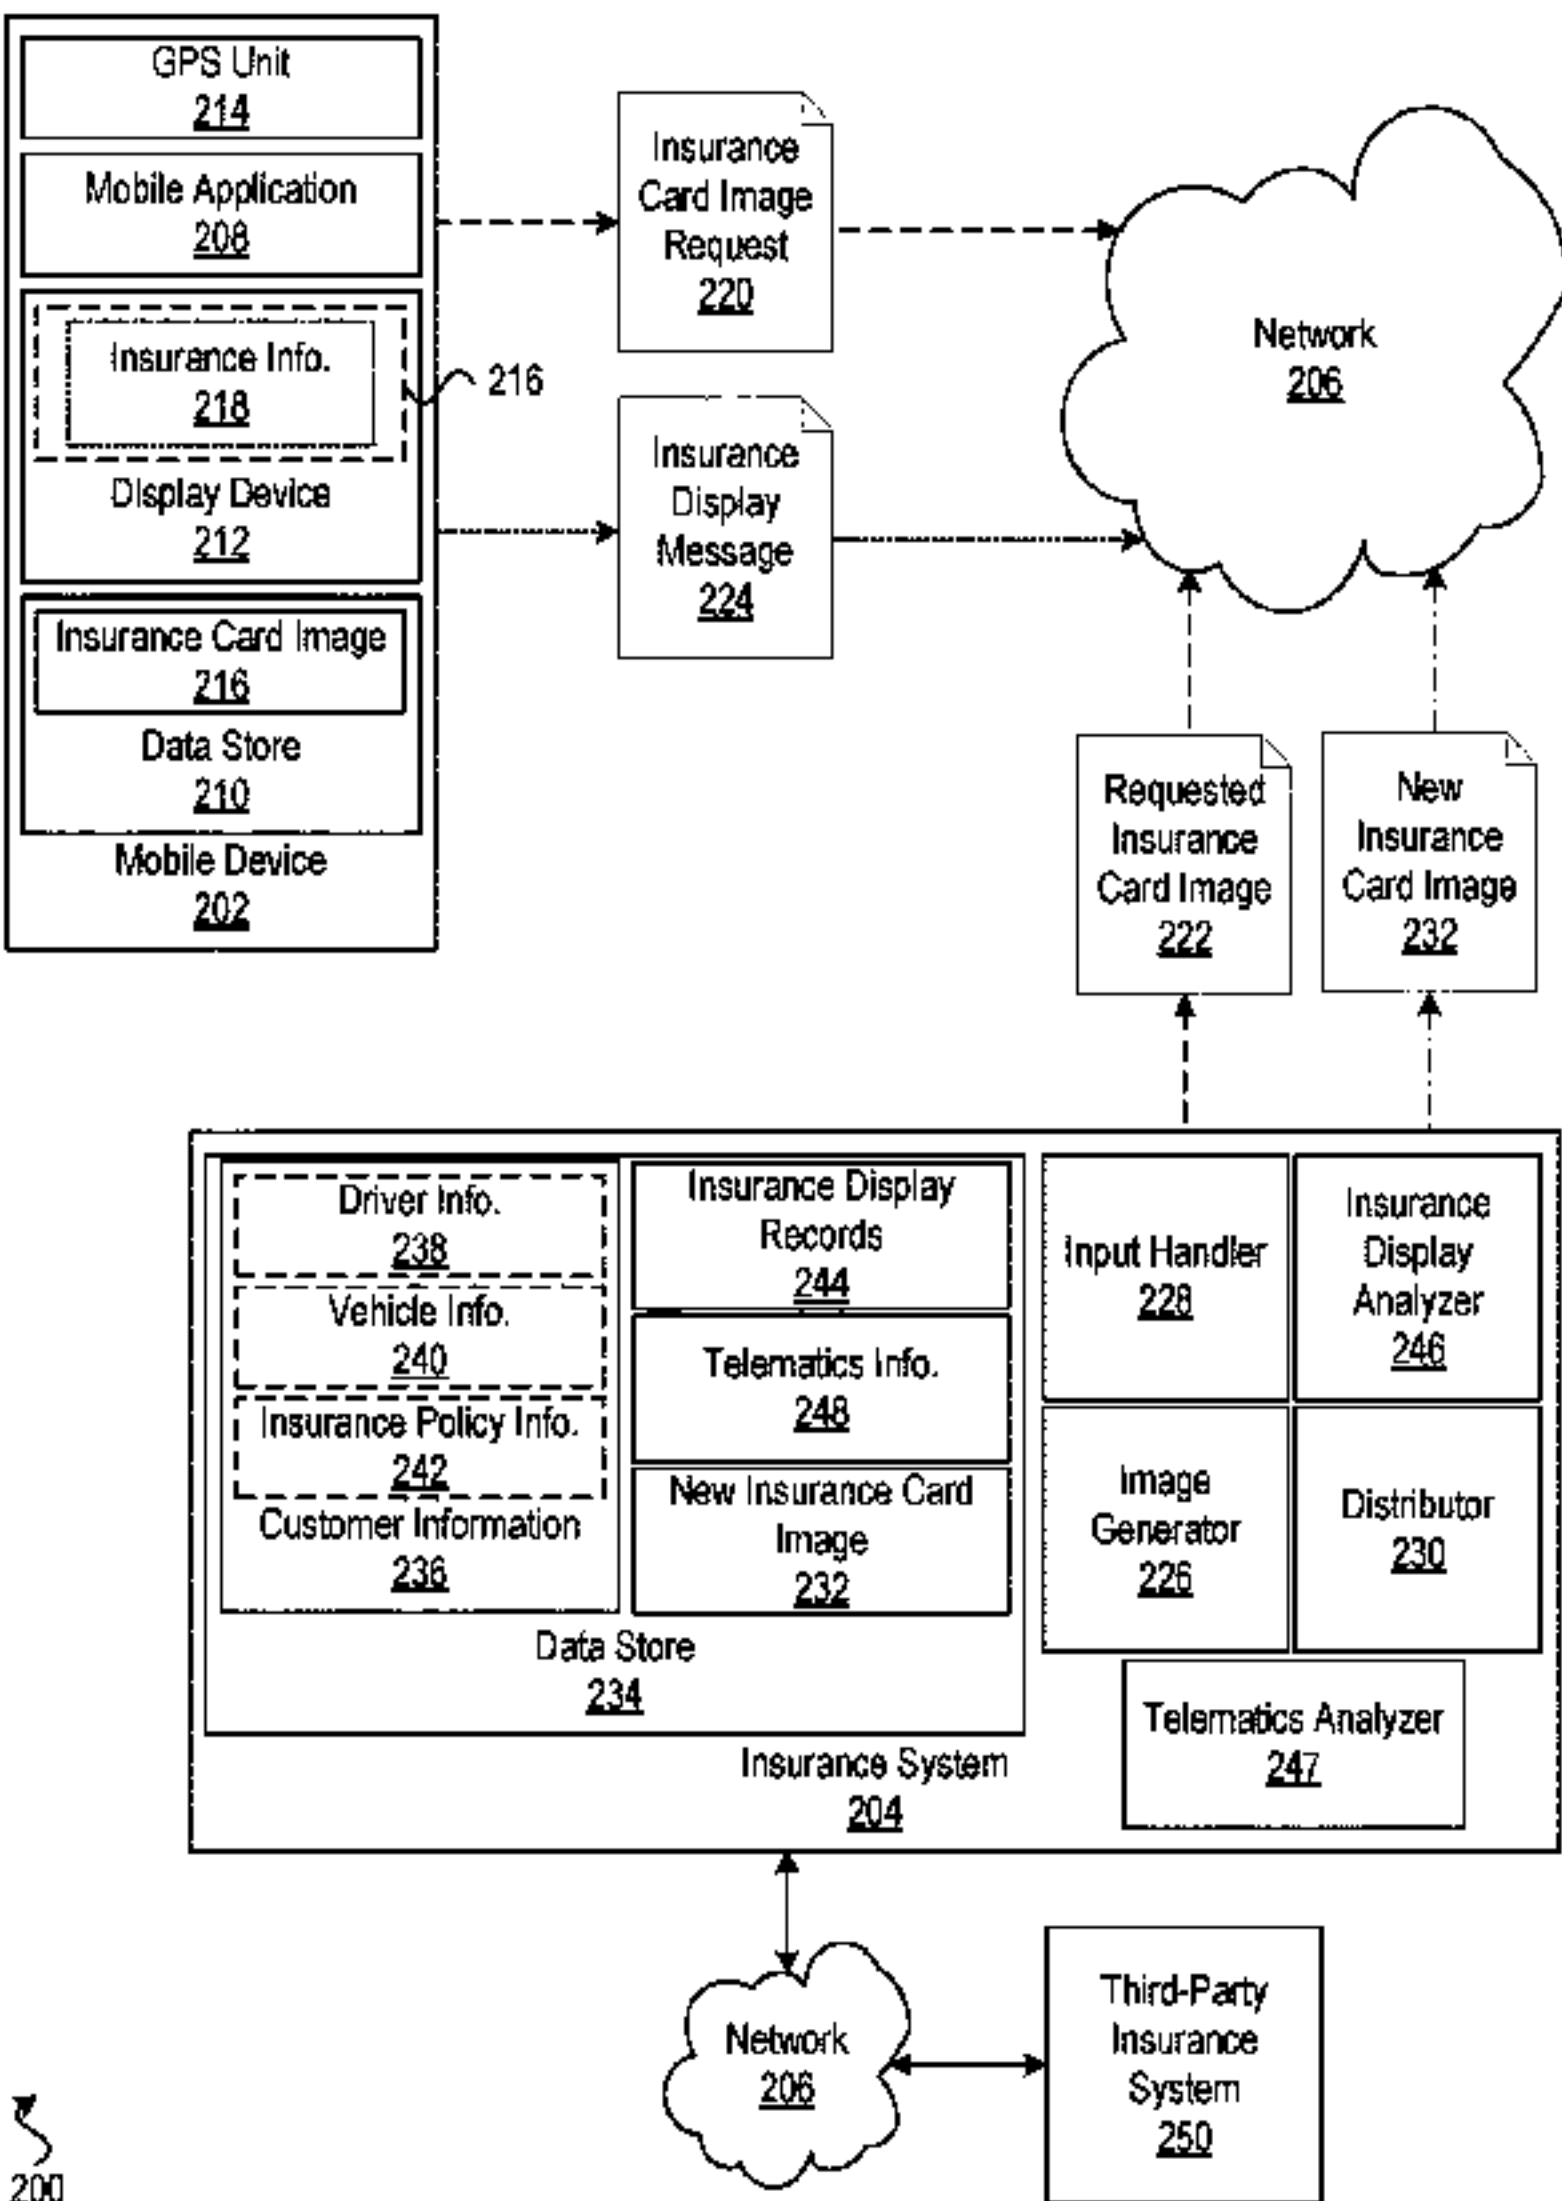 GPS Unit
214
Mobile Application
208
Insurance Info.
218
216
Display Device
212
Insurance Card Image
216
Data Store
210
Mobile Device
202
Insurance
Card Image
Request
220
Insurance
Display
Message
224
Network
206
Requested
Insurance
Card Image
222
New
Insurance
Card Image
232
Driver Info.
238
Vehicle Info.
240
Insurance Policy Info.
242
Customer Information
236
Insurance Display
Records
244
Telematics Info.
248
New Insurance Card
Image
232
Data Store
234
Input Handler
228
Insurance
Display
Analyzer
246
Image
Generator
226
Distributor
230
Telematics Analyzer
247
Insurance System
204
Network
206
Third-Party
Insurance
System
250
200